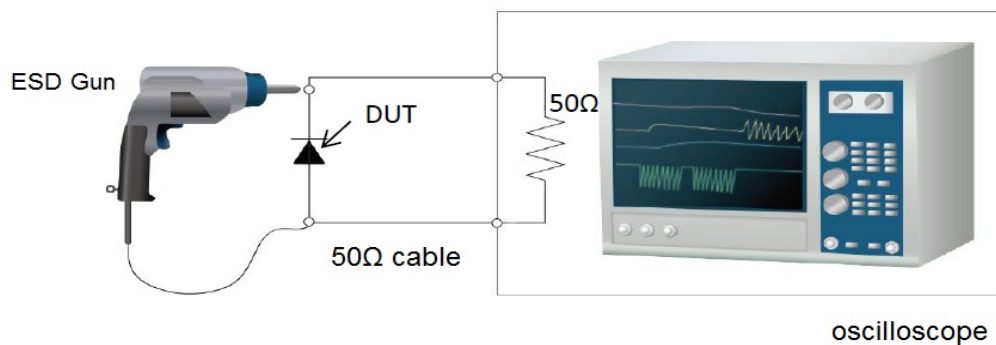 ESD Gun
DUT
50Ω
50Ω cable
oscilloscope